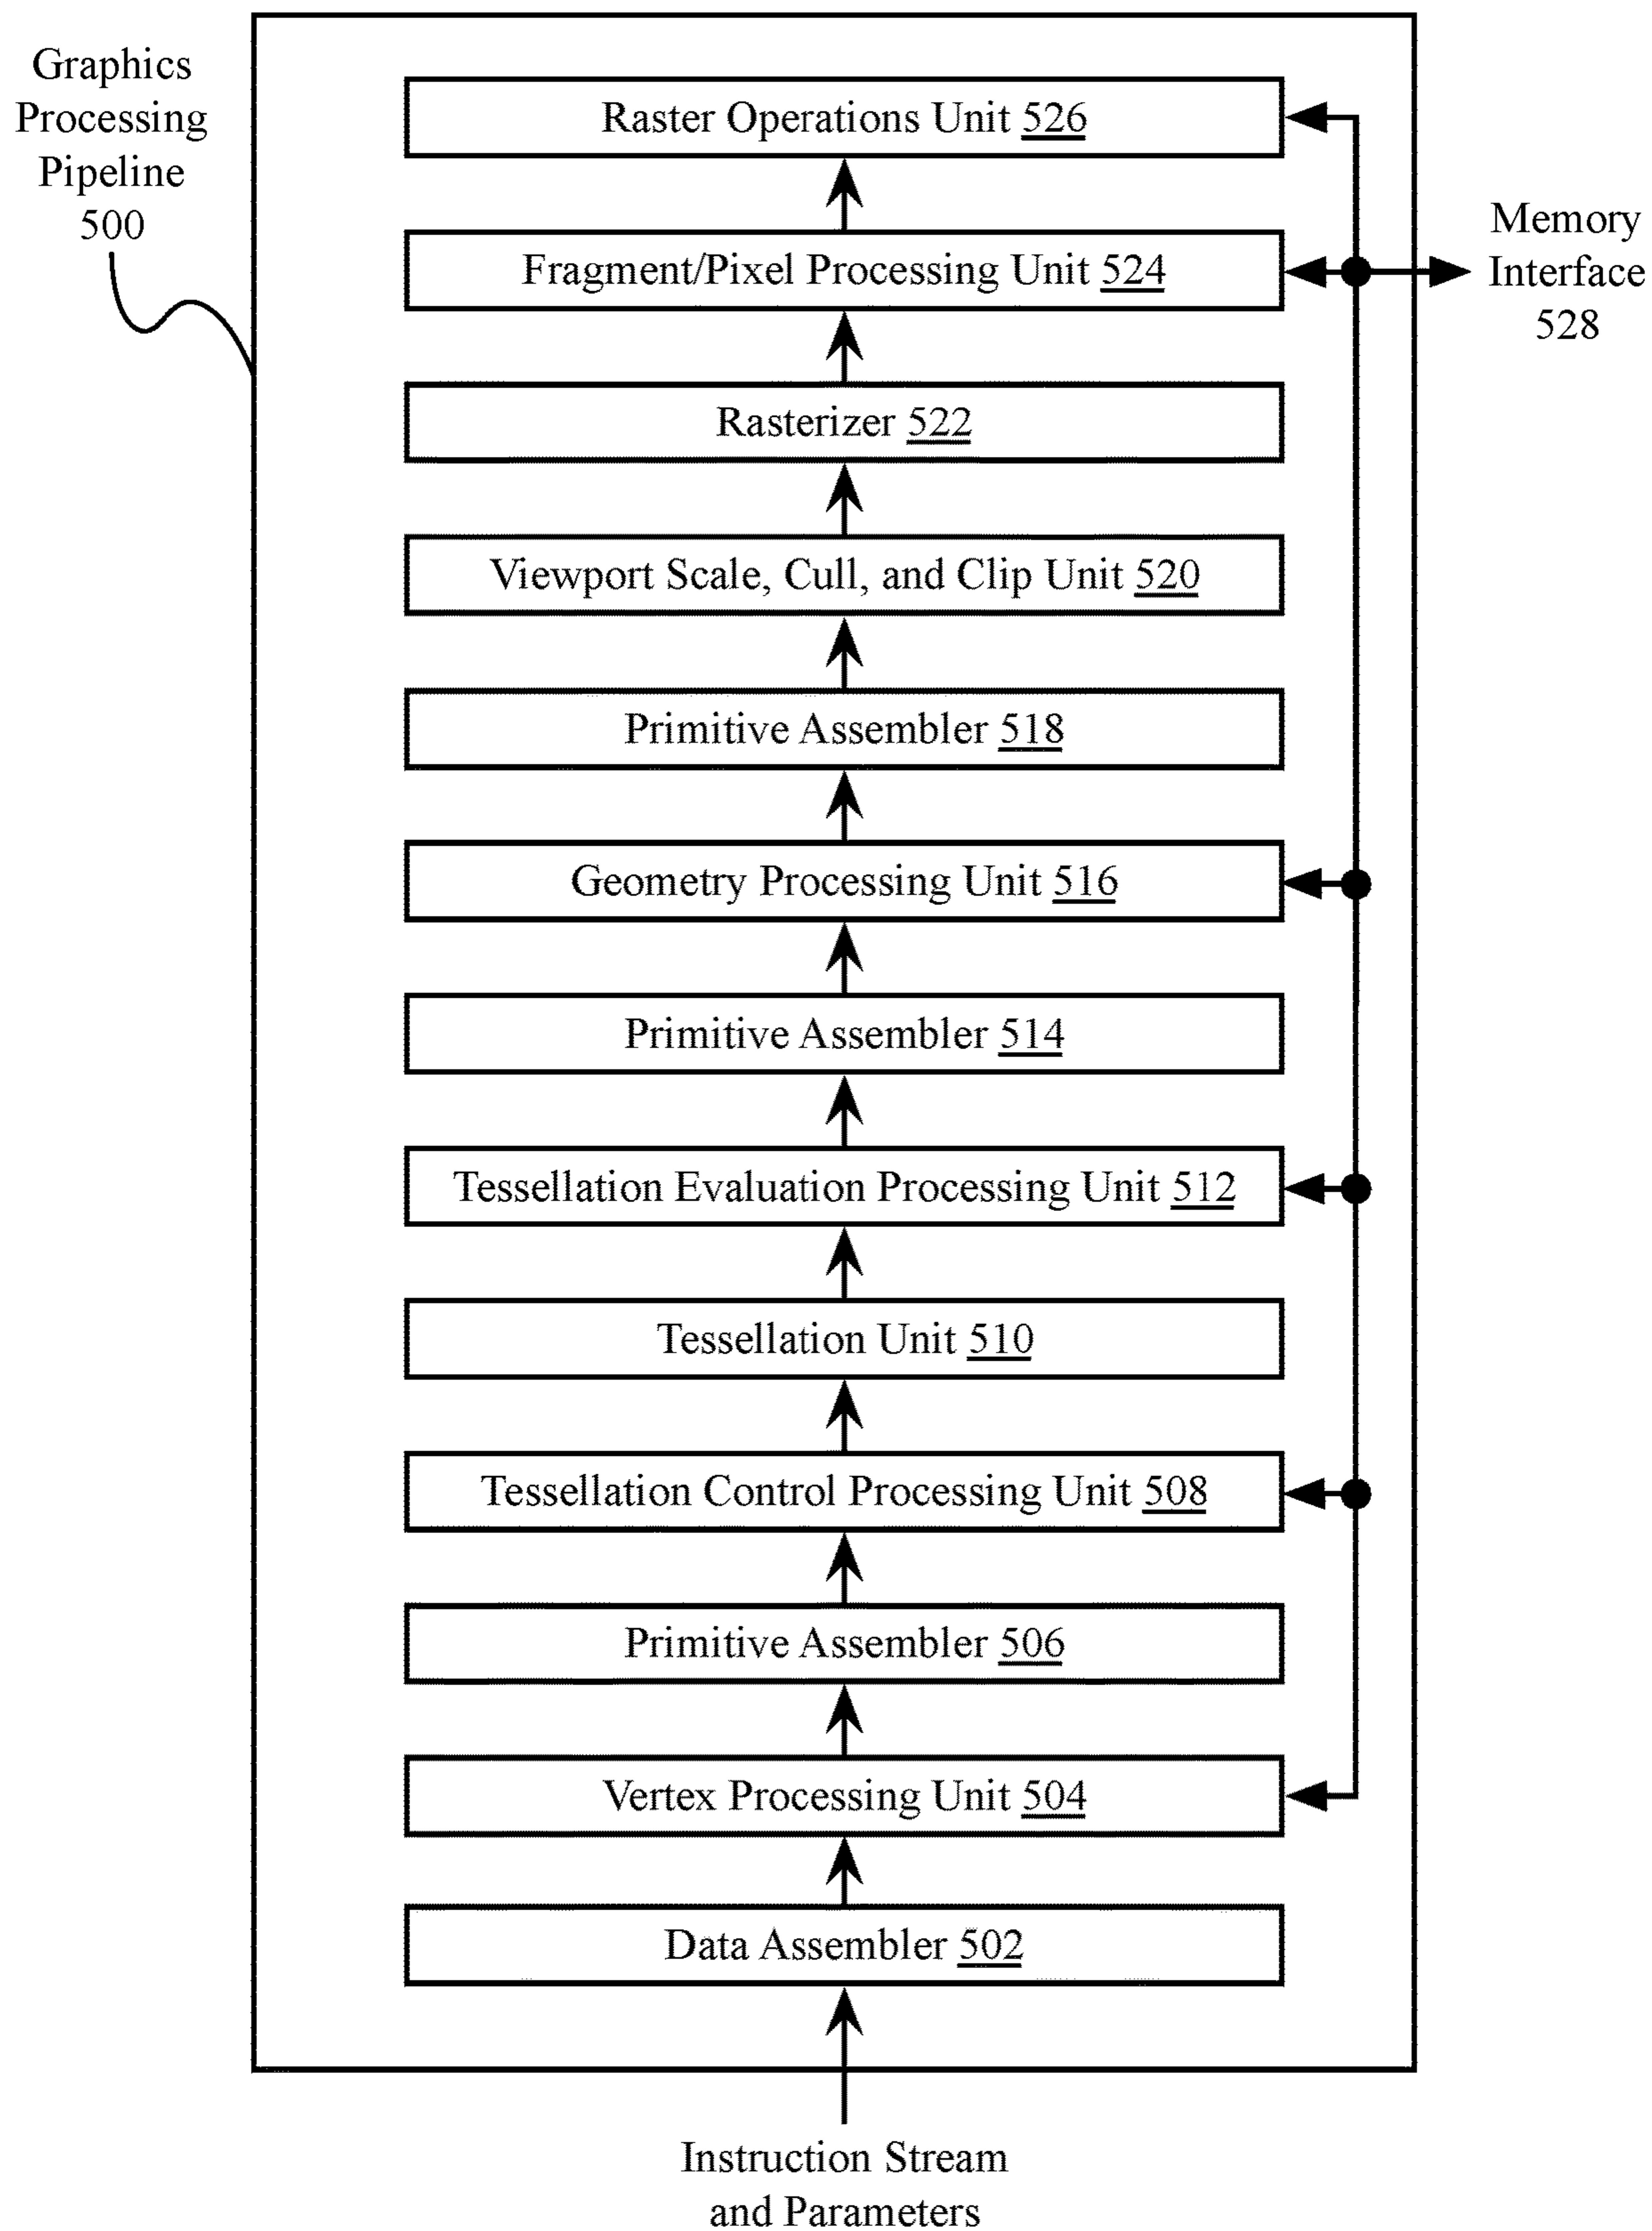 Graphics
Processing
Pipeline
500
Raster Operations Unit 526
Fragment/Pixel Processing Unit 524
Memory
Interface
528
Rasterizer 522
Viewport Scale, Cull, and Clip Unit 520
Primitive Assembler 518
Geometry Processing Unit 516
Primitive Assembler 514
Tessellation Evaluation Processing Unit 512
Tessellation Unit 510
Tessellation Control Processing Unit 508
Primitive Assembler 506
Vertex Processing Unit 504
Data Assembler 502
Instruction Stream
and Parameters